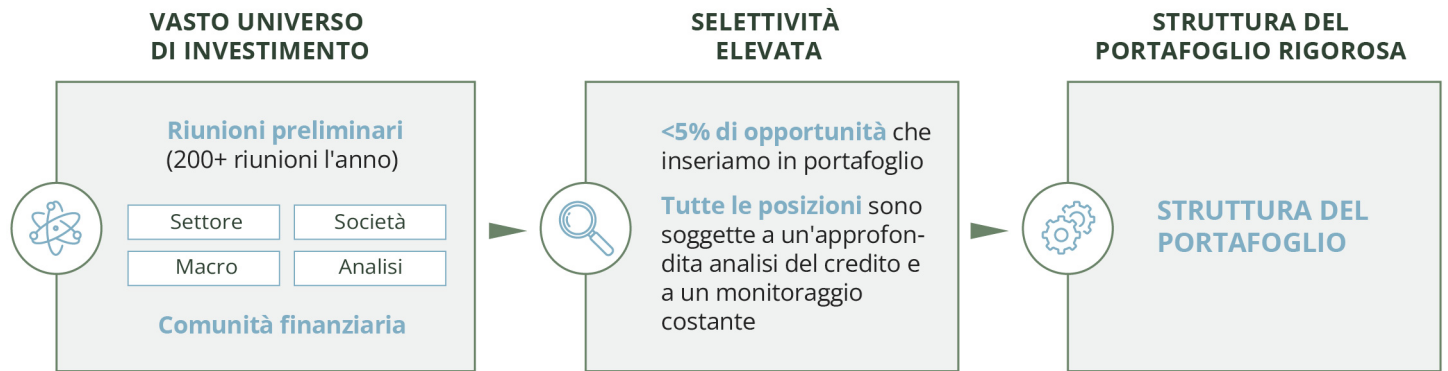 VASTO UNIVERSO
DI INVESTIMENTO
Riunioni preliminari
(200+ riunioni l'anno)
Settore
Società
Macro
Analisi
Comunità finanziaria
SELETTIVITÀ
ELEVATA
<5% di opportunità che
inseriamo in portafoglio
Tutte le posizioni sono
soggette a un'approfon-
dita analisi del credito e
a un monitoraggio
costante
STRUTTURA DEL
PORTAFOGLIO RIGOROSA
STRUTTURA DEL
PORTAFOGLIO